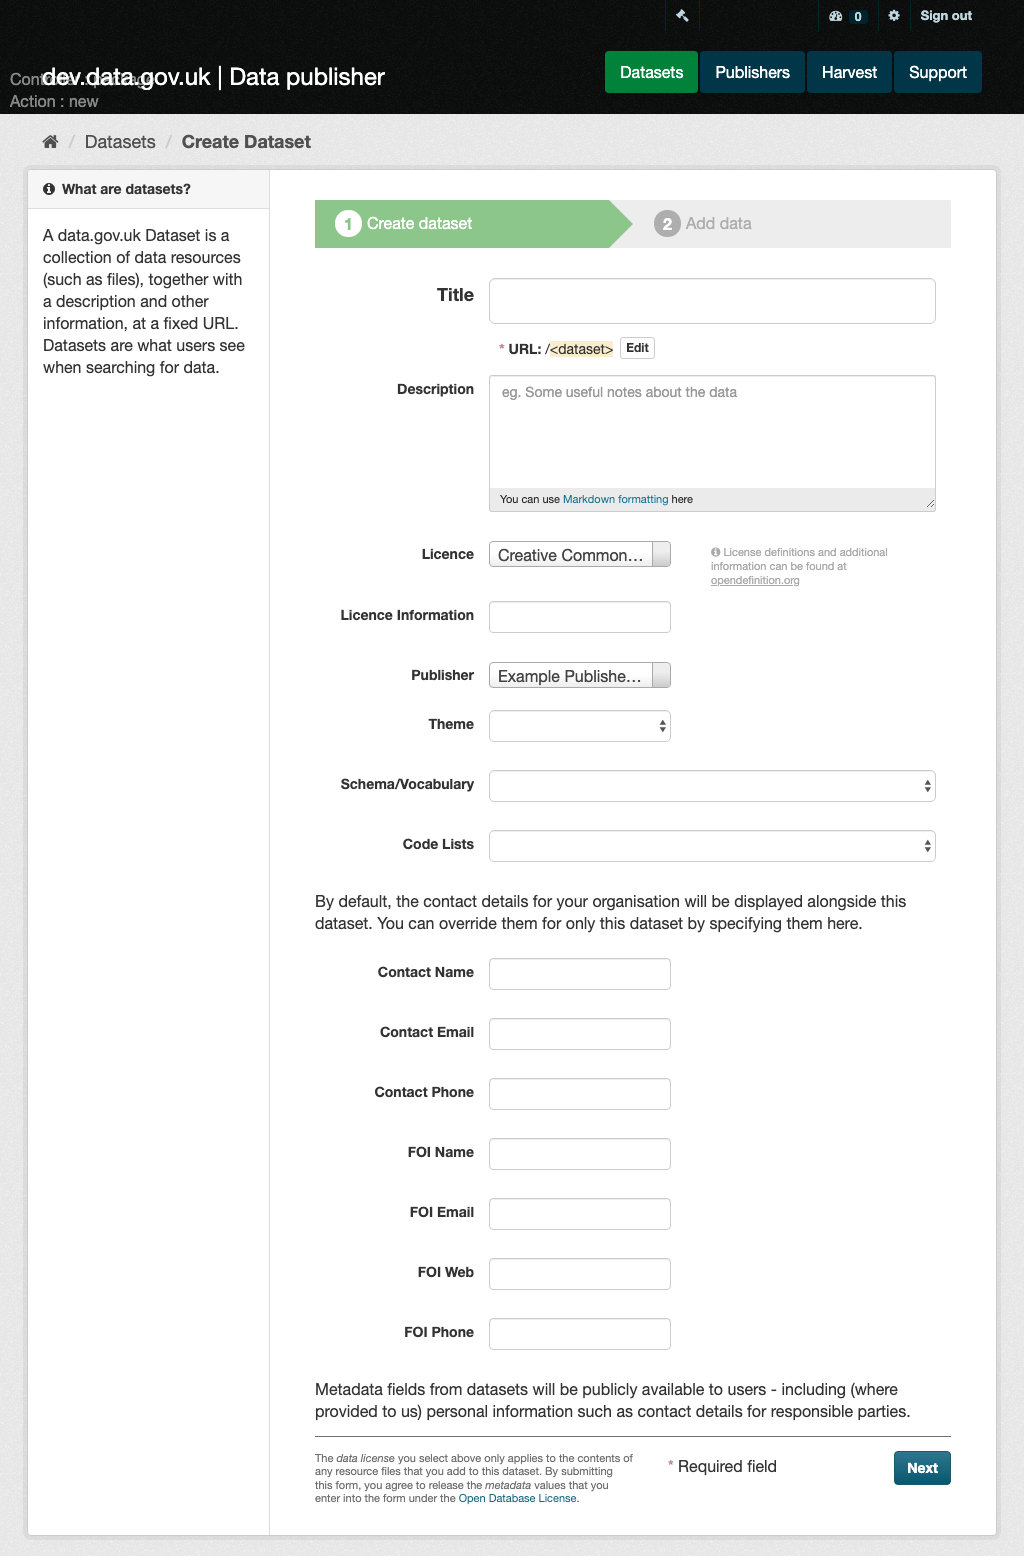 0
Sign out
Action : new
dev.data.gov.uk | Data publisher
Datasets
Publishers
Harvest
Support
/ Datasets / Create Dataset
What are datasets?
A data.gov.uk Dataset is a
collection of data resources
(such as files), together with
a description and other
information, at a fixed URL.
Datasets are what users see
when searching for data.
1 Create dataset
2 Add data
Title
* URL: /<dataset> Edit
Description
eg. Some useful notes about the data
You can use Markdown formatting here
Licence
Creative Common...
License definitions and additional
information can be found at
opendefinition.org
Licence Information
Publisher
Example Publishe...
Theme
Schema/Vocabulary
Code Lists
By default, the contact details for your organisation will be displayed alongside this
dataset. You can override them for only this dataset by specifying them here.
Contact Name
Contact Email
Contact Phone
FOI Name
FOI Email
FOI Web
FOI Phone
Metadata fields from datasets will be publicly available to users - including (where
provided to us) personal information such as contact details for responsible parties.
The data license you select above only applies to the contents of
any resource files that you add to this dataset. By submitting
this form, you agree to release the metadata values that you
enter into the form under the Open Database License.
* Required field
Next